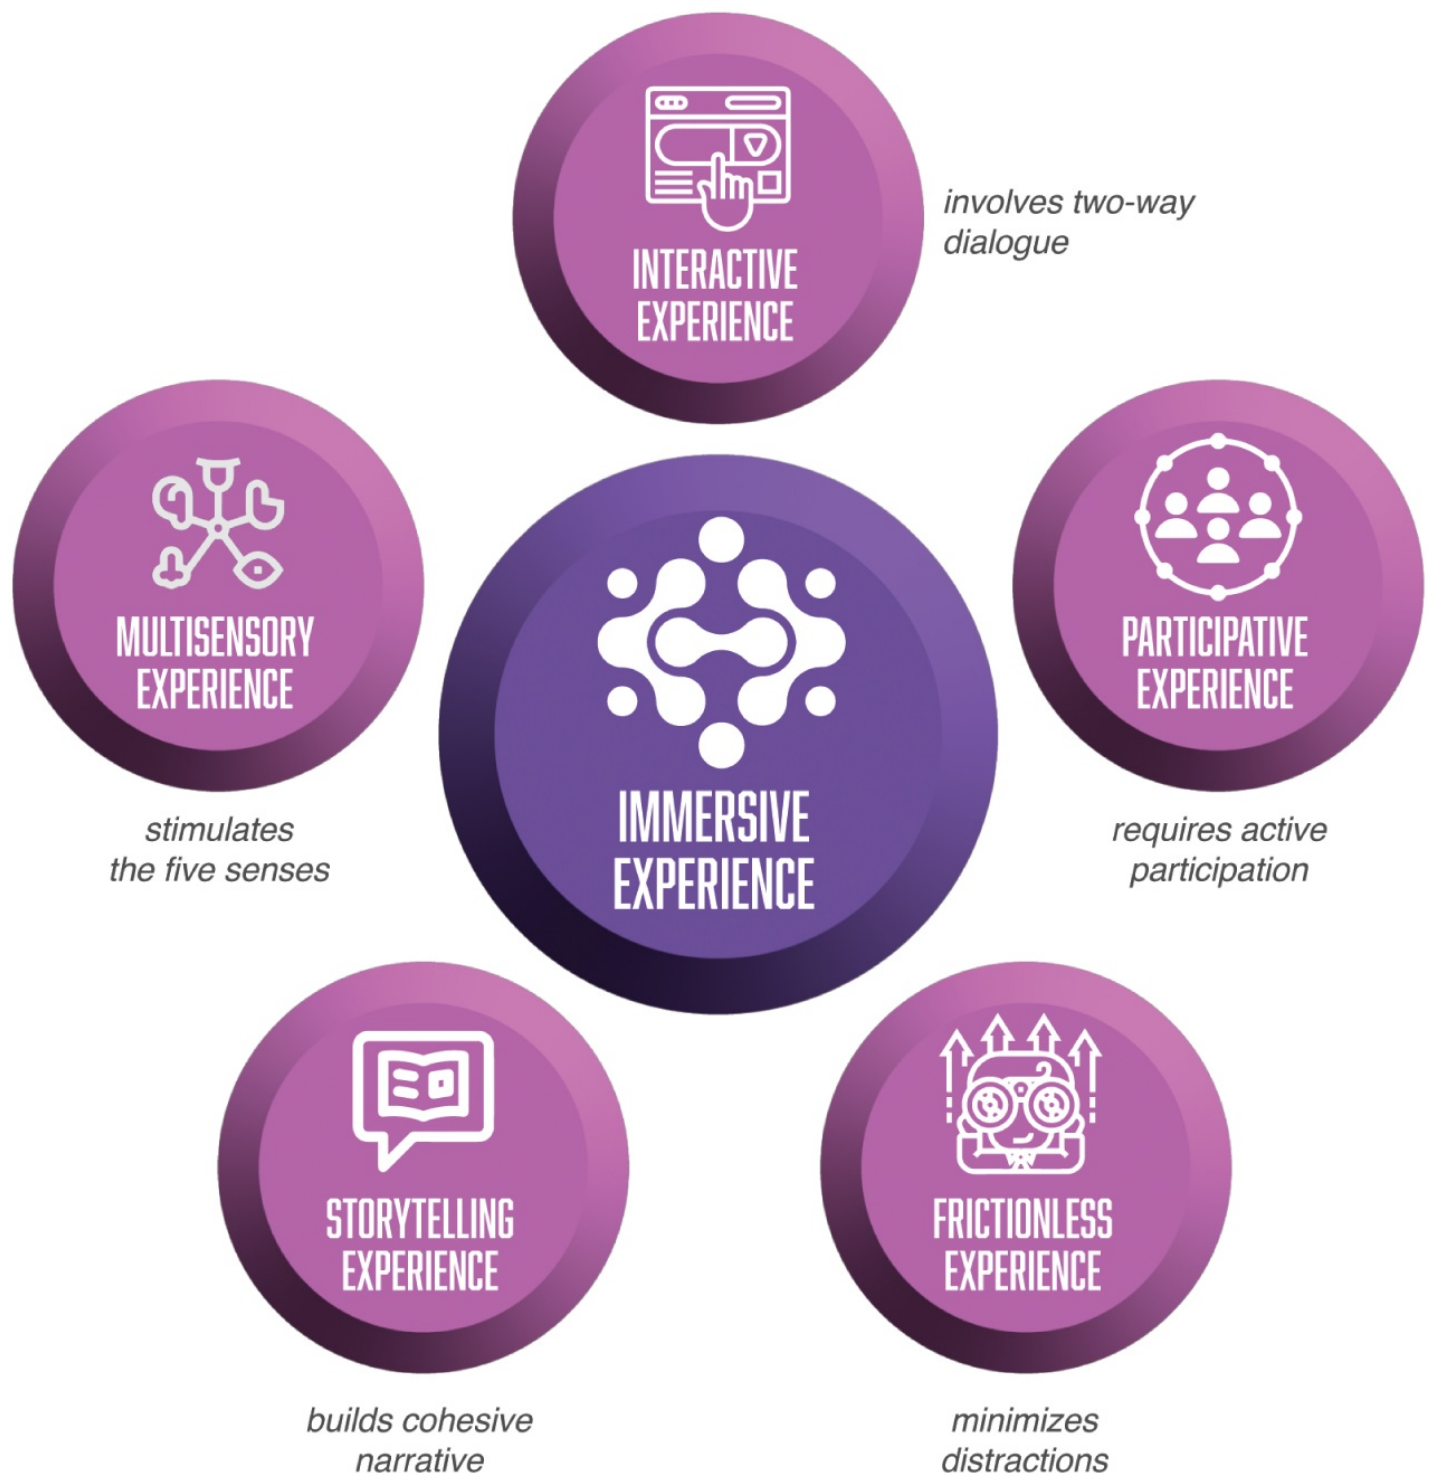 INTERACTIVE
EXPERIENCE
involves two-way
dialogue
MULTISENSORY
EXPERIENCE
stimulates
the five senses
PARTICIPATIVE
EXPERIENCE
requires active
participation
IMMERSIVE
EXPERIENCE
STORYTELLING
EXPERIENCE
builds cohesive
narrative
FRICTIONLESS
EXPERIENCE
minimizes
distractions